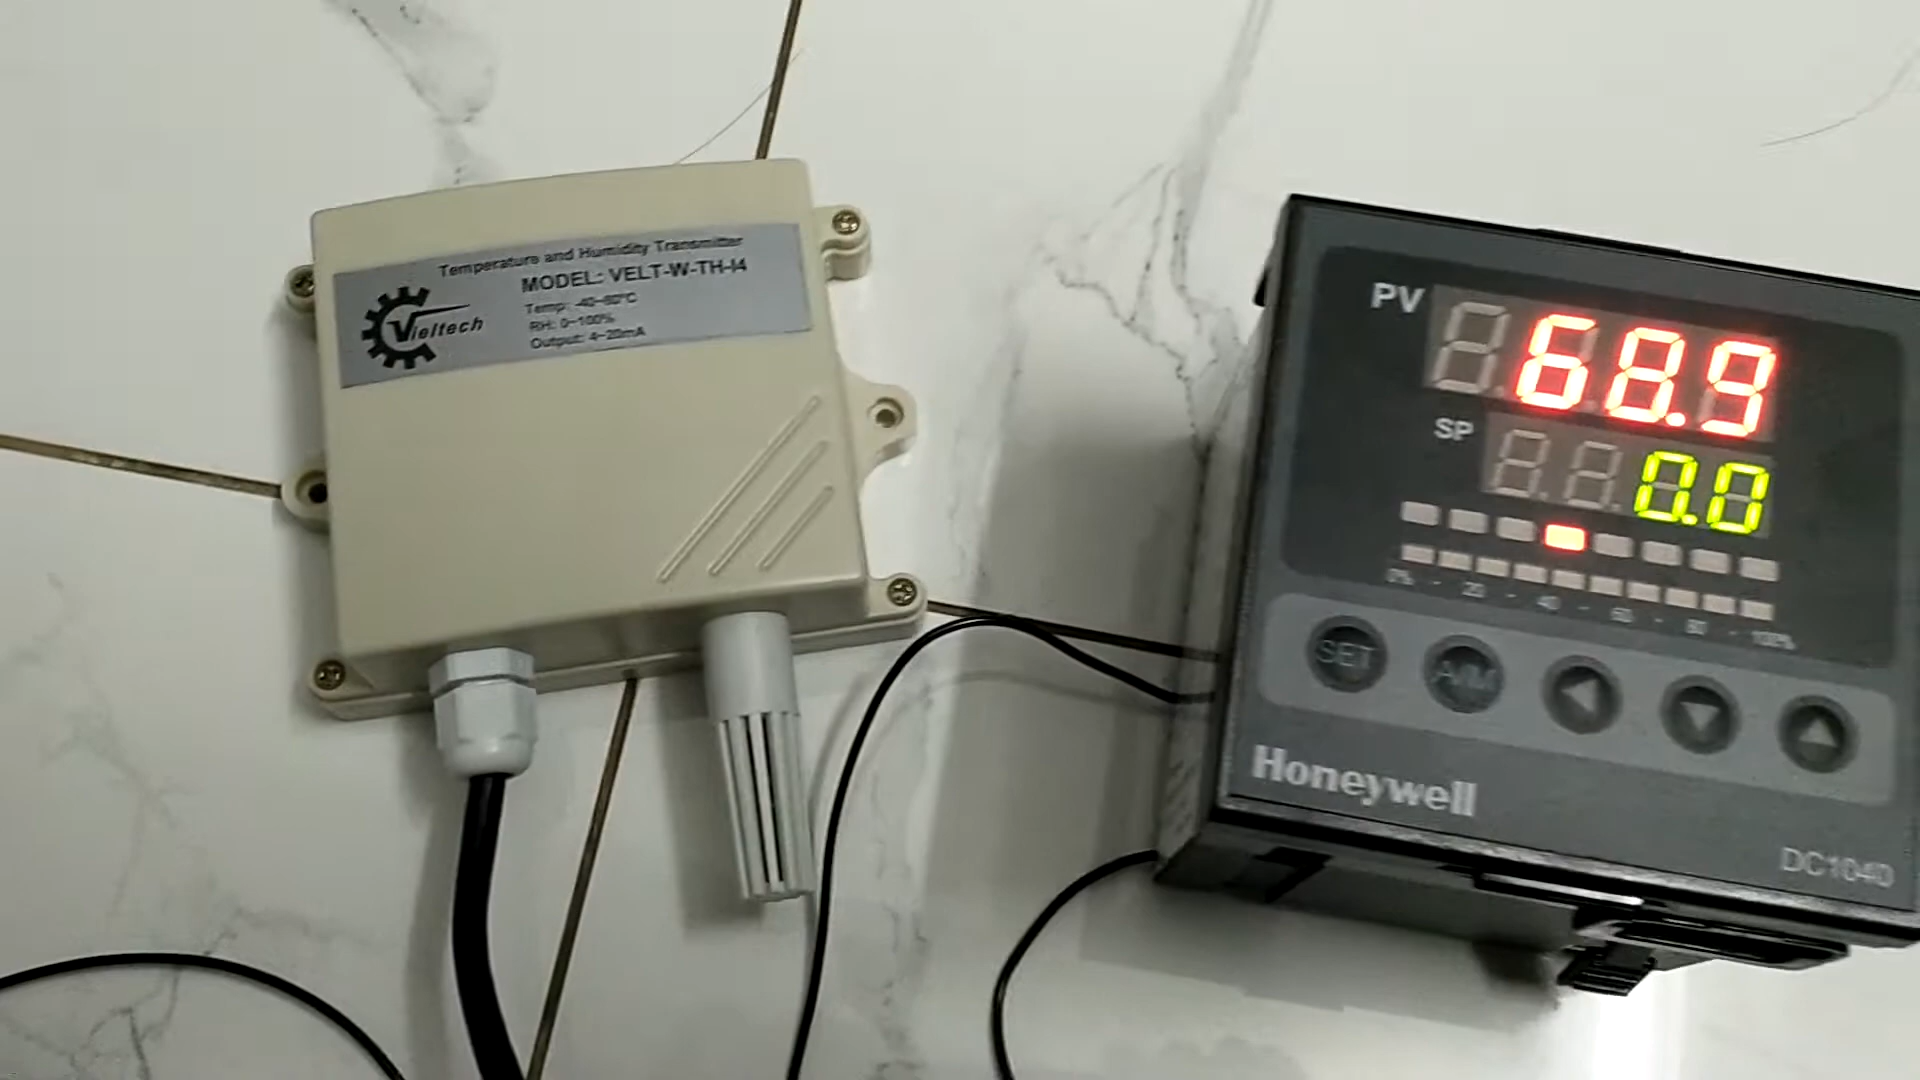 Temperature and Humidity Transmitter
MODEL: VELT-W-TH-I4
Temp: -40~80°C
RH: 0~100%
Output: 4~20mA
Vieltech
PV
68.9
SP
0.0
0% 20 40 60 80 100%
SET A/M
Honeywell
DC1040